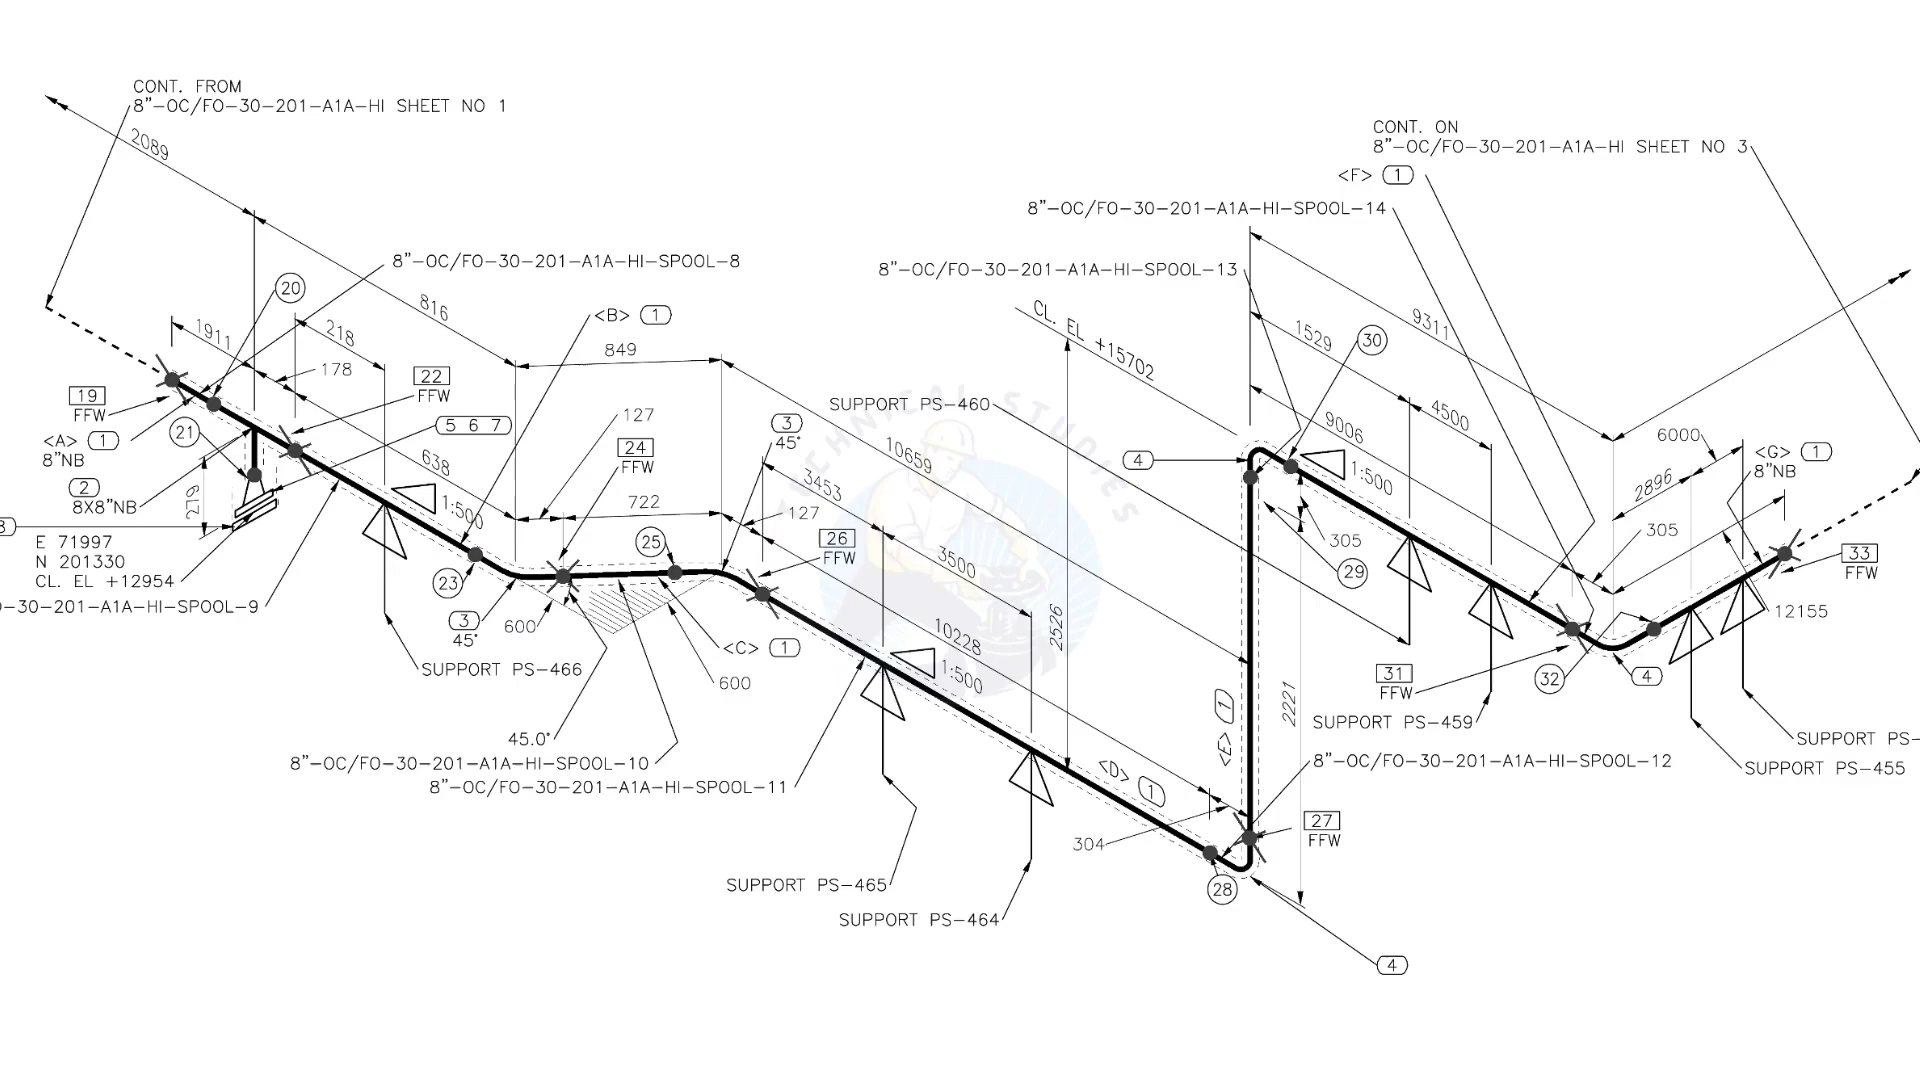 CONT. FROM
8"-OC/FO-30-201-A1A-HI SHEET NO 1
2089
CONT. ON
8"-OC/FO-30-201-A1A-HI SHEET NO 3
<F> 1
8"-OC/FO-30-201-A1A-HI-SPOOL-14
8"-OC/FO-30-201-A1A-HI-SPOOL-8
8"-OC/FO-30-201-A1A-HI-SPOOL-13
20
816
<B> 1
CL. EL +15702
9311
1911
218
849
1529
30
178
22
FFW
19
FFW
SUPPORT PS-460
4500
9006
6000
127
3
45°
TECHNICAL STUDIES
21
5 6 7
<A> 1
8"NB
24
FFW
638
10659
4
1:500
<G> 1
8"NB
2896
2
8X8"NB
279
1:500
722
3453
127
305
305
25
26
FFW
3500
E 71997
N 201330
CL. EL +12954
23
29
33
FFW
0-30-201-A1A-HI-SPOOL-9
3
45°
600
<C> 1
10228
2526
12155
SUPPORT PS-466
600
1:500
31
FFW
32
4
<E> 1
2221
SUPPORT PS-459
45.0°
SUPPORT PS-
8"-OC/FO-30-201-A1A-HI-SPOOL-10
8"-OC/FO-30-201-A1A-HI-SPOOL-12
SUPPORT PS-455
8"-OC/FO-30-201-A1A-HI-SPOOL-11
<D> 1
27
FFW
304
SUPPORT PS-465
28
SUPPORT PS-464
4